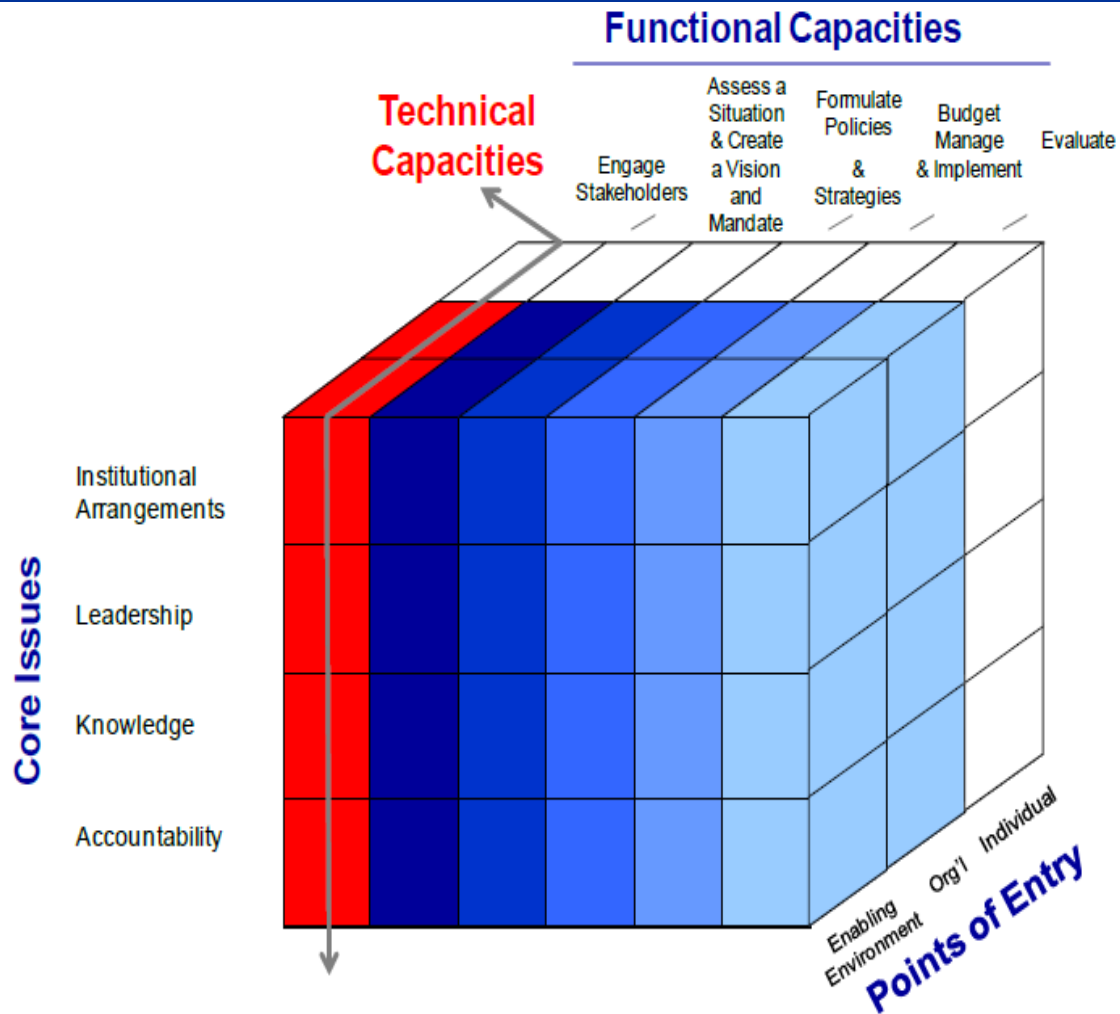 Functional Capacities
Technical
Capacities
Engage
Stakeholders
Assess a
Situation
& Create
a Vision
and
Mandate
Formulate
Policies
&
Strategies
Budget
Manage
& Implement
Evaluate
Core Issues
Institutional
Arrangements
Leadership
Knowledge
Accountability
Enabling
Environment
Org'l
Individual
Points of Entry